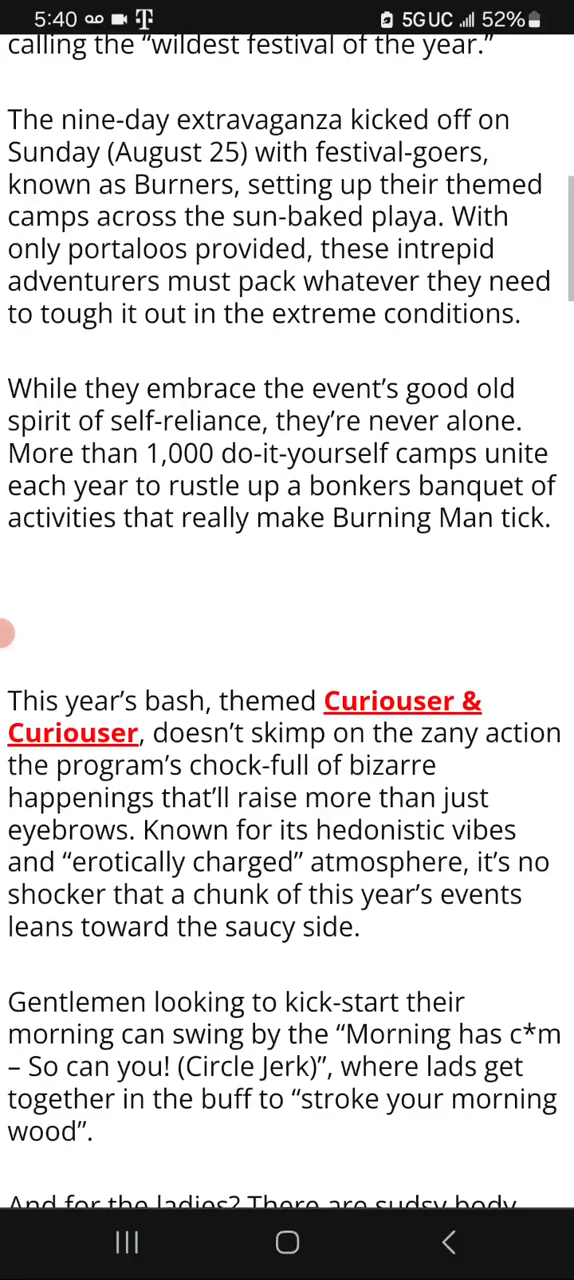 5:40 5G UC 52%
calling the “wildest festival of the year.”
The nine-day extravaganza kicked off on
Sunday (August 25) with festival-goers,
known as Burners, setting up their themed
camps across the sun-baked playa. With
only portaloos provided, these intrepid
adventurers must pack whatever they need
to tough it out in the extreme conditions.
While they embrace the event’s good old
spirit of self-reliance, they’re never alone.
More than 1,000 do-it-yourself camps unite
each year to rustle up a bonkers banquet of
activities that really make Burning Man tick.
This year’s bash, themed Curiouser &
Curiouser, doesn’t skimp on the zany action
the program’s chock-full of bizarre
happenings that’ll raise more than just
eyebrows. Known for its hedonistic vibes
and “erotically charged” atmosphere, it’s no
shocker that a chunk of this year’s events
leans toward the saucy side.
Gentlemen looking to kick-start their
morning can swing by the “Morning has c*m
– So can you! (Circle Jerk)”, where lads get
together in the buff to “stroke your morning
wood”.
And for the ladies? There are sudsy body